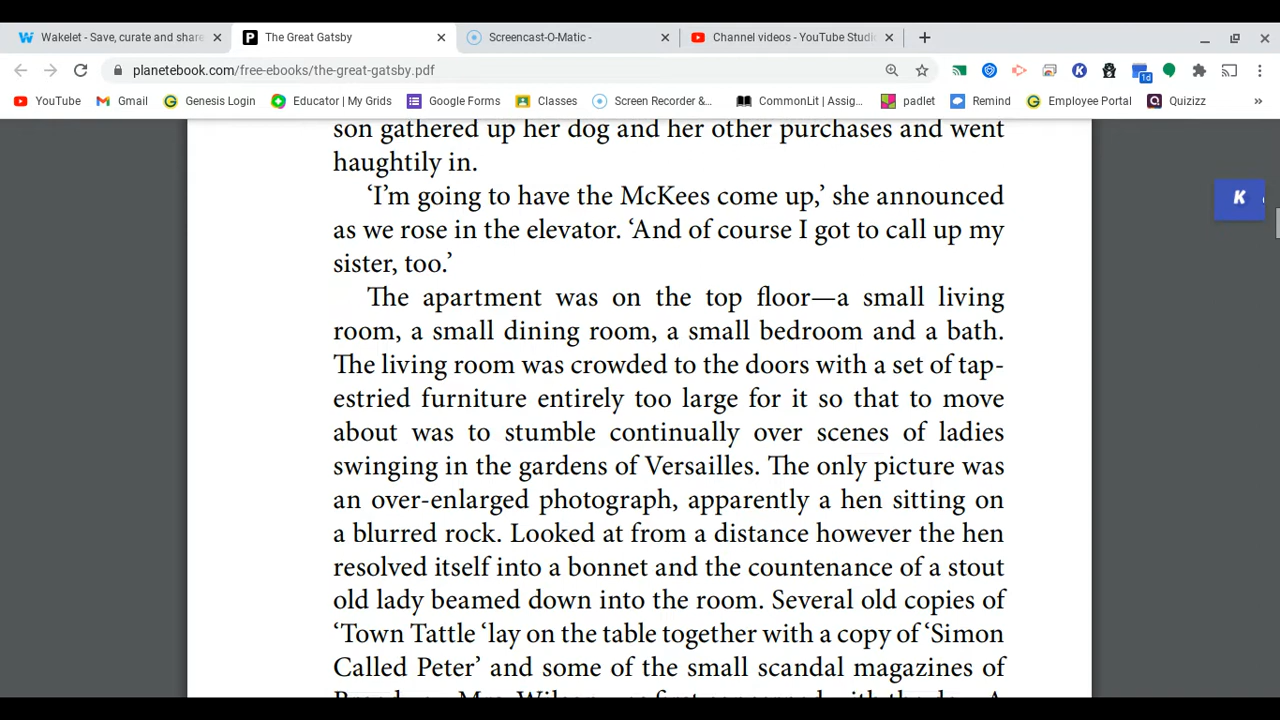 Wakelet - Save, curate and share
The Great Gatsby
Screencast-O-Matic -
Channel videos - YouTube Studi
planetebook.com/free-ebooks/the-great-gatsby.pdf
1d
YouTube
Gmail
Genesis Login
Educator | My Grids
Google Forms
Classes
Screen Recorder &...
CommonLit | Assig...
padlet
Remind
Employee Portal
Quizizz
»
son gathered up her dog and her other purchases and went
haughtily in.
‘I’m going to have the McKees come up,’ she announced
as we rose in the elevator. ‘And of course I got to call up my
sister, too.’
The apartment was on the top floor—a small living
room, a small dining room, a small bedroom and a bath.
The living room was crowded to the doors with a set of tap-
estried furniture entirely too large for it so that to move
about was to stumble continually over scenes of ladies
swinging in the gardens of Versailles. The only picture was
an over-enlarged photograph, apparently a hen sitting on
a blurred rock. Looked at from a distance however the hen
resolved itself into a bonnet and the countenance of a stout
old lady beamed down into the room. Several old copies of
‘Town Tattle ‘lay on the table together with a copy of ‘Simon
Called Peter’ and some of the small scandal magazines of
K